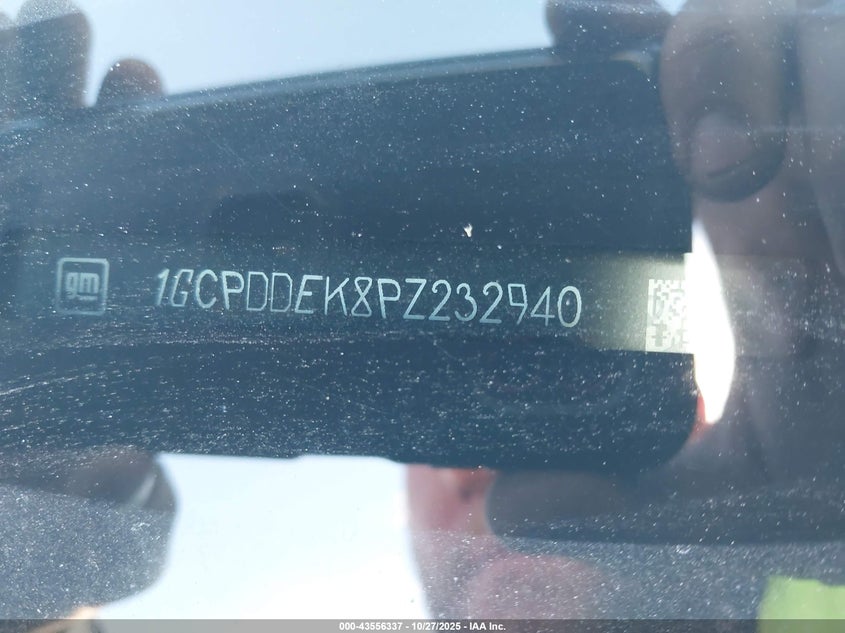 gm 1GCPDDEK8PZ232940
000-43556337 - 10/27/2025 - IAA Inc.